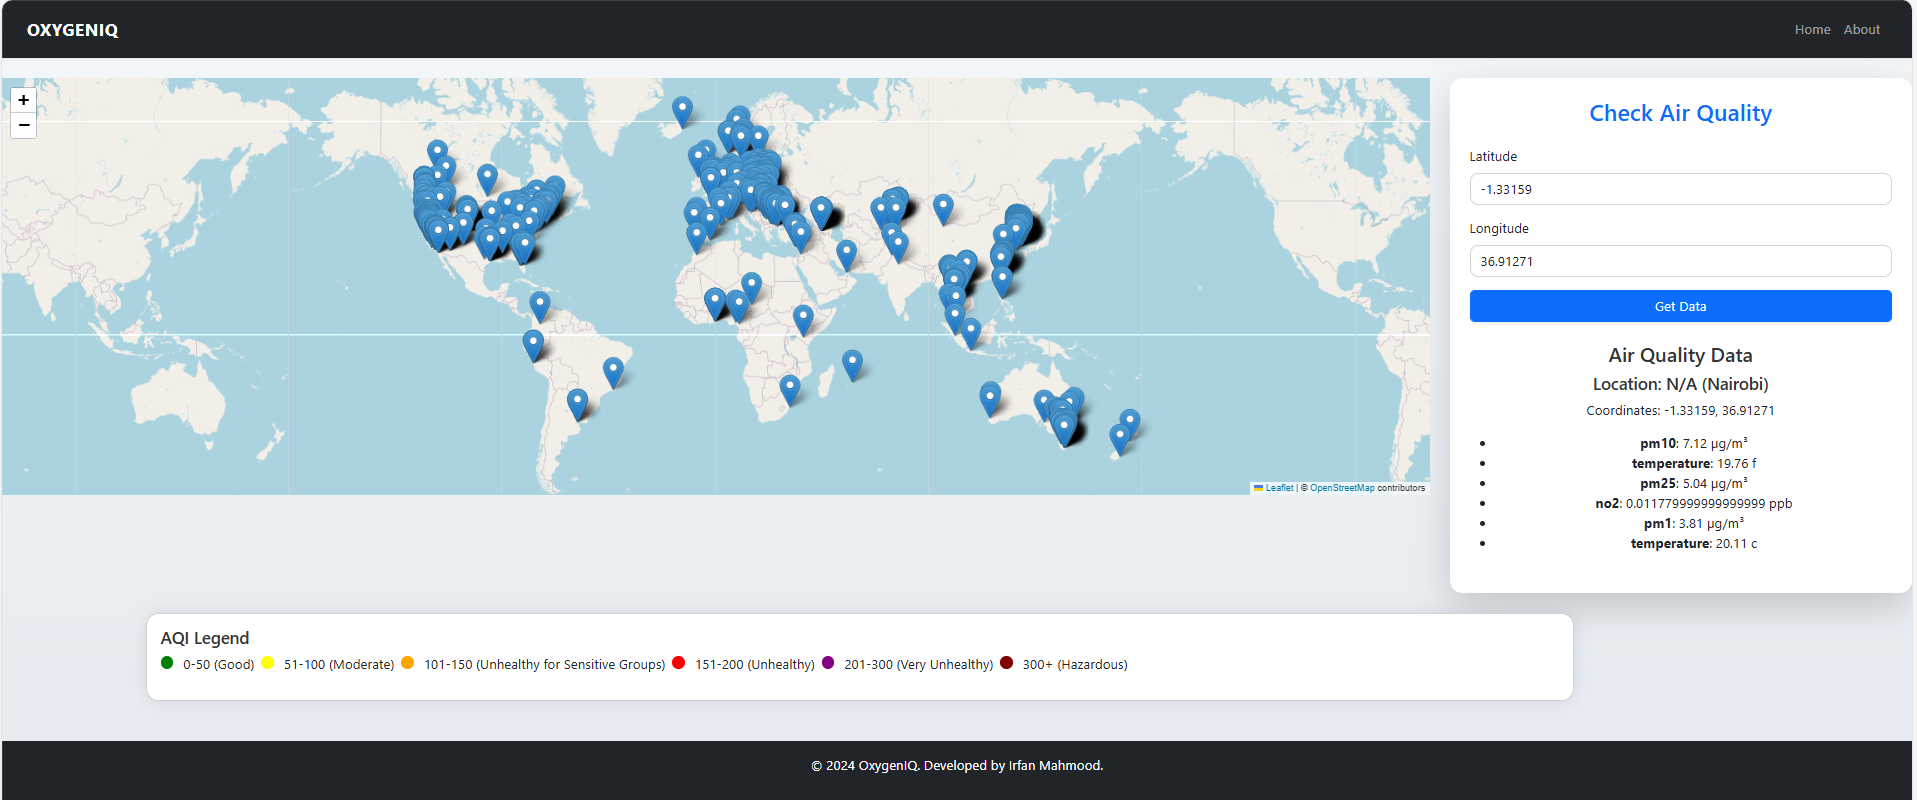 OXYGENIQ
Home About
+
−
Leaflet | © OpenStreetMap contributors
Check Air Quality
Latitude
-1.33159
Longitude
36.91271
Get Data
Air Quality Data
Location: N/A (Nairobi)
Coordinates: -1.33159, 36.91271
• pm10: 7.12 µg/m³
• temperature: 19.76 f
• pm25: 5.04 µg/m³
• no2: 0.011779999999999999 ppb
• pm1: 3.81 µg/m³
• temperature: 20.11 c
AQI Legend
0-50 (Good) 51-100 (Moderate) 101-150 (Unhealthy for Sensitive Groups) 151-200 (Unhealthy) 201-300 (Very Unhealthy) 300+ (Hazardous)
© 2024 OxygenIQ. Developed by Irfan Mahmood.